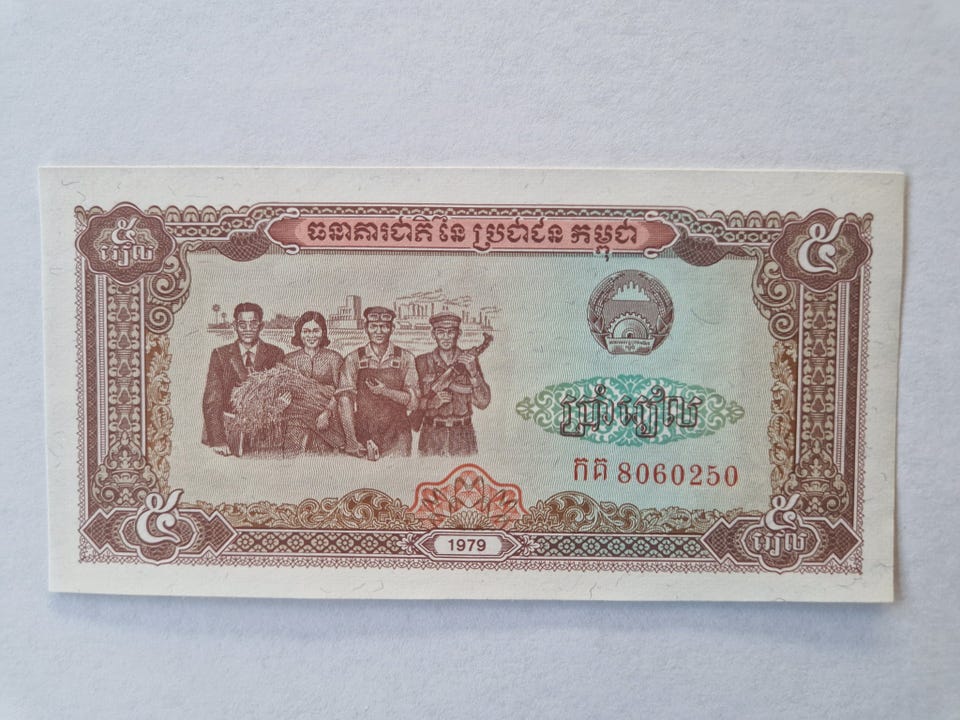 ធនាគារជាតិ នៃ ប្រជាជន កម្ពុជា
៥
រៀល
៥
ប្រាំរៀល
កគ 8060250
៥
1979
៥
រៀល